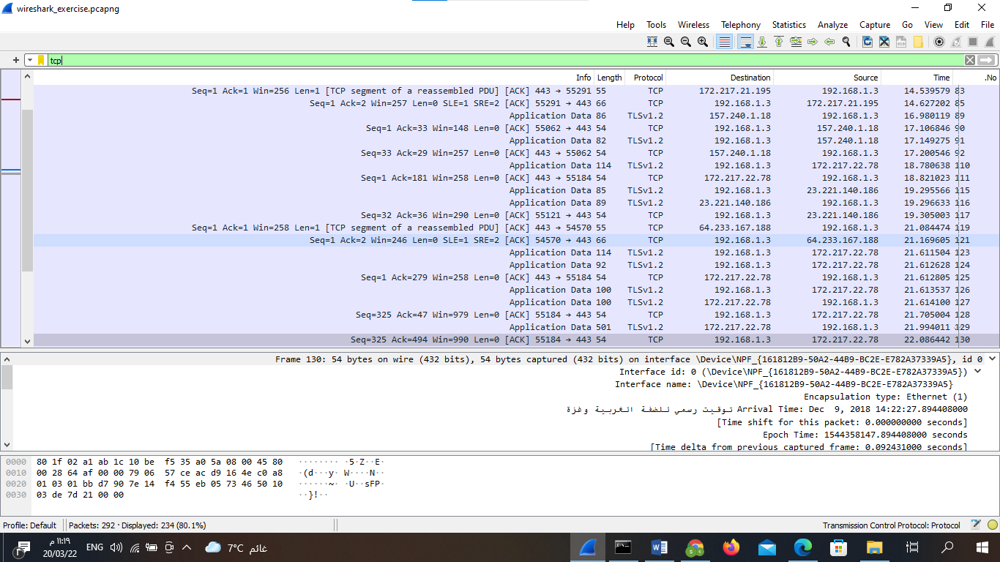 wireshark_exercise.pcapng
Help Tools Wireless Telephony Statistics Analyze Capture Go View Edit File
tcp
Info Length Protocol Destination Source Time .No
Seq=1 Ack=1 Win=256 Len=1 [TCP segment of a reassembled PDU] [ACK] 443 → 55291 55 TCP 172.217.21.195 192.168.1.3 14.539579 83
Seq=1 Ack=2 Win=257 Len=0 SLE=1 SRE=2 [ACK] 55291 → 443 66 TCP 192.168.1.3 172.217.21.195 14.627202 85
Application Data 86 TLSv1.2 157.240.1.18 192.168.1.3 16.980119 89
Seq=1 Ack=33 Win=148 Len=0 [ACK] 55062 → 443 54 TCP 192.168.1.3 157.240.1.18 17.106846 90
Application Data 82 TLSv1.2 192.168.1.3 157.240.1.18 17.149275 91
Seq=33 Ack=29 Win=257 Len=0 [ACK] 443 → 55062 54 TCP 157.240.1.18 192.168.1.3 17.200546 92
Application Data 114 TLSv1.2 192.168.1.3 172.217.22.78 18.780638 110
Seq=1 Ack=181 Win=258 Len=0 [ACK] 443 → 55184 54 TCP 172.217.22.78 192.168.1.3 18.821023 111
Application Data 85 TLSv1.2 192.168.1.3 23.221.140.186 19.295566 115
Application Data 89 TLSv1.2 23.221.140.186 192.168.1.3 19.296633 116
Seq=32 Ack=36 Win=290 Len=0 [ACK] 55121 → 443 54 TCP 192.168.1.3 23.221.140.186 19.305003 117
Seq=1 Ack=1 Win=258 Len=1 [TCP segment of a reassembled PDU] [ACK] 443 → 54570 55 TCP 64.233.167.188 192.168.1.3 21.084474 119
Seq=1 Ack=2 Win=246 Len=0 SLE=1 SRE=2 [ACK] 54570 → 443 66 TCP 192.168.1.3 64.233.167.188 21.169605 121
Application Data 114 TLSv1.2 192.168.1.3 172.217.22.78 21.611504 123
Application Data 92 TLSv1.2 192.168.1.3 172.217.22.78 21.612628 124
Seq=1 Ack=279 Win=258 Len=0 [ACK] 443 → 55184 54 TCP 172.217.22.78 192.168.1.3 21.612805 125
Application Data 100 TLSv1.2 192.168.1.3 172.217.22.78 21.613537 126
Application Data 100 TLSv1.2 172.217.22.78 192.168.1.3 21.614100 127
Seq=325 Ack=47 Win=979 Len=0 [ACK] 55184 → 443 54 TCP 192.168.1.3 172.217.22.78 21.705004 128
Application Data 501 TLSv1.2 172.217.22.78 192.168.1.3 21.994011 129
Seq=325 Ack=494 Win=990 Len=0 [ACK] 55184 → 443 54 TCP 192.168.1.3 172.217.22.78 22.086442 130
Frame 130: 54 bytes on wire (432 bits), 54 bytes captured (432 bits) on interface \Device\NPF_{161812B9-50A2-44B9-BC2E-E782A37339A5}, id 0
Interface id: 0 (\Device\NPF_{161812B9-50A2-44B9-BC2E-E782A37339A5})
Interface name: \Device\NPF_{161812B9-50A2-44B9-BC2E-E782A37339A5}
Encapsulation type: Ethernet (1)
Arrival Time: Dec 9, 2018 14:22:27.894408000 توقيت رسمي للضفة الغربية وغزة
[Time shift for this packet: 0.000000000 seconds]
Epoch Time: 1544358147.894408000 seconds
[Time delta from previous captured frame: 0.092431000 seconds]
0000 80 1f 02 a1 ab 1c 10 be f5 35 a0 5a 08 00 45 80 ········ ·5·Z··E·
0010 00 28 64 af 00 00 79 06 57 ce ac d9 16 4e c0 a8 ·(d···y· W····N··
0020 01 03 01 bb d7 90 7e 14 f4 55 eb 05 73 46 50 10 ······~· ·U··sFP·
0030 03 de 7d 21 00 00 ··}!··
Profile: Default Packets: 292 · Displayed: 234 (80.1%) Transmission Control Protocol: Protocol
١١:١٩ م
20/03/22
ENG
7°C غائم